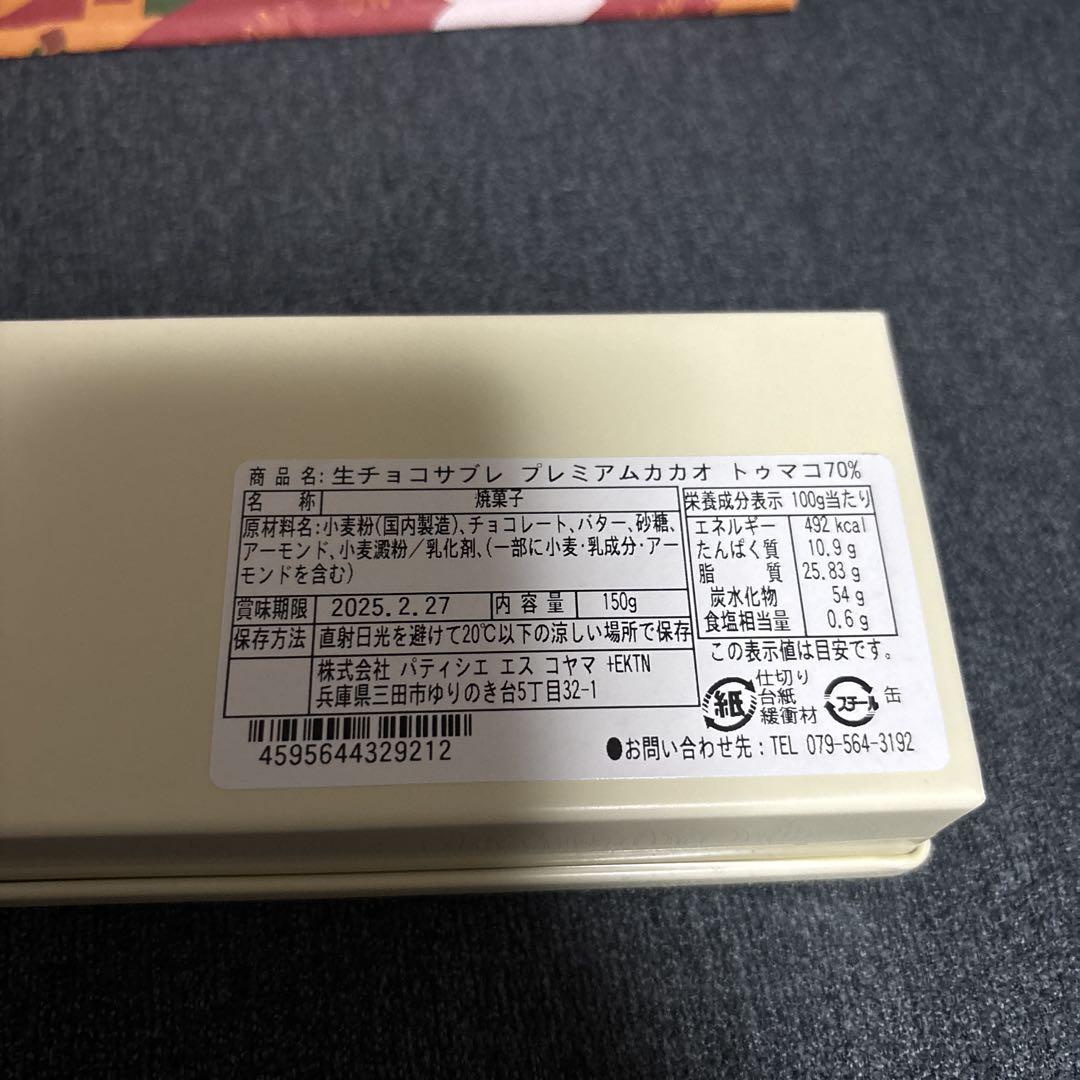 商品名:生チョコサブレ プレミアムカカオ トゥマコ70%
名称 焼菓子
原材料名:小麦粉(国内製造)、チョコレート、バター、砂糖、
アーモンド、小麦澱粉/乳化剤、(一部に小麦・乳成分・アー
モンドを含む)
賞味期限 2025.2.27 内容量 150g
保存方法 直射日光を避けて20℃以下の涼しい場所で保存
株式会社 パティシエ エス コヤマ +EKTN
兵庫県三田市ゆりのき台5丁目32-1
4595644329212
栄養成分表示 100g当たり
エネルギー 492 kcal
たんぱく質 10.9g
脂質 25.83g
炭水化物 54g
食塩相当量 0.6g
この表示値は目安です。
紙 仕切り
台紙
緩衝材
スチール 缶
●お問い合わせ先:TEL 079-564-3192